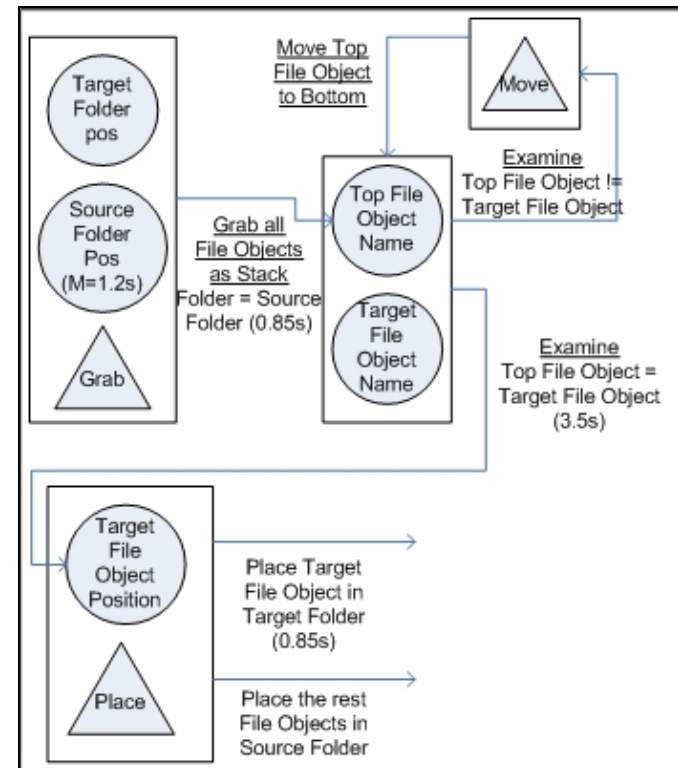 Target
Folder
pos
Source
Folder
Pos
(M=1.2s)
Grab
Grab all
File Objects
as Stack
Folder = Source
Folder (0.85s)
Move Top
File Object
to Bottom
Move
Top File
Object
Name
Target
File
Object
Name
Examine
Top File Object !=
Target File Object
Examine
Top File Object =
Target File Object
(3.5s)
Target
File
Object
Position
Place
Place Target
File Object in
Target Folder
(0.85s)
Place the rest
File Objects in
Source Folder